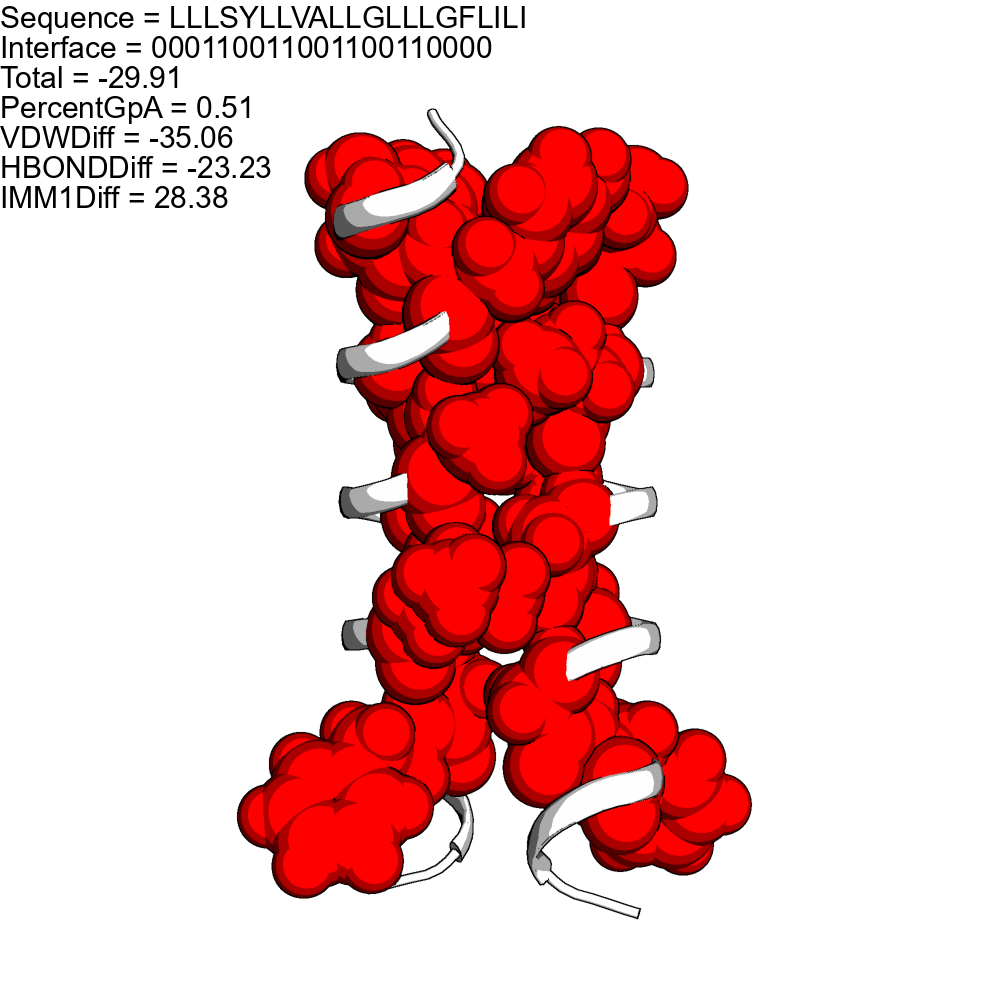 Sequence = LLLSYLLVALLGLLLGFLILI
Interface = 000110011001100110000
Total = -29.91
PercentGpA = 0.51
VDWDiff = -35.06
HBONDDiff = -23.23
IMM1Diff = 28.38